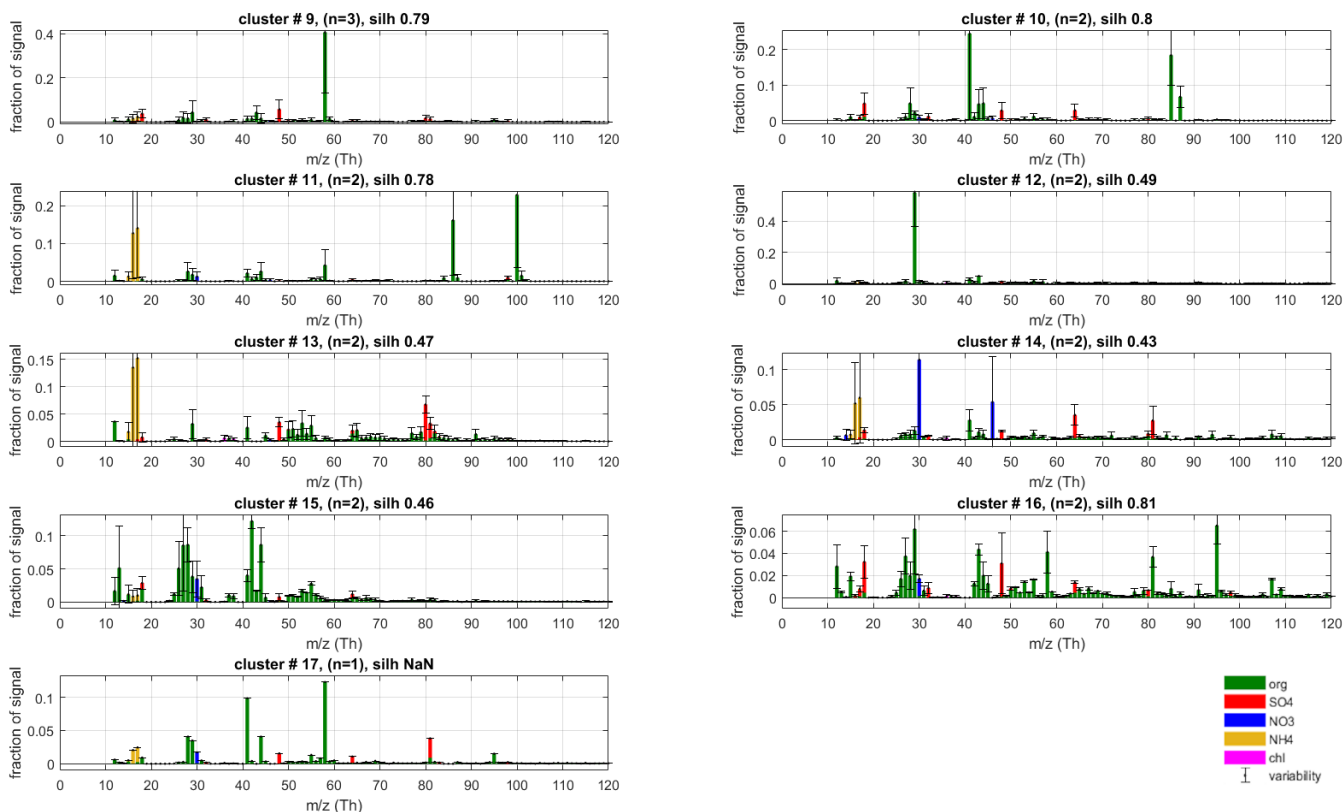 cluster # 9, (n=3), silh 0.79
fraction of signal
0.4
0.2
0
0 10 20 30 40 50 60 70 80 90 100 110 120
m/z (Th)
cluster # 10, (n=2), silh 0.8
fraction of signal
0.2
0.1
0
0 10 20 30 40 50 60 70 80 90 100 110 120
m/z (Th)
cluster # 11, (n=2), silh 0.78
fraction of signal
0.2
0.1
0
0 10 20 30 40 50 60 70 80 90 100 110 120
m/z (Th)
cluster # 12, (n=2), silh 0.49
fraction of signal
0.4
0.2
0
0 10 20 30 40 50 60 70 80 90 100 110 120
m/z (Th)
cluster # 13, (n=2), silh 0.47
fraction of signal
0.15
0.1
0.05
0
0 10 20 30 40 50 60 70 80 90 100 110 120
m/z (Th)
cluster # 14, (n=2), silh 0.43
fraction of signal
0.1
0.05
0
0 10 20 30 40 50 60 70 80 90 100 110 120
m/z (Th)
cluster # 15, (n=2), silh 0.46
fraction of signal
0.1
0.05
0
0 10 20 30 40 50 60 70 80 90 100 110 120
m/z (Th)
cluster # 16, (n=2), silh 0.81
fraction of signal
0.06
0.04
0.02
0
0 10 20 30 40 50 60 70 80 90 100 110 120
m/z (Th)
cluster # 17, (n=1), silh NaN
fraction of signal
0.1
0.05
0
0 10 20 30 40 50 60 70 80 90 100 110 120
m/z (Th)
org
SO4
NO3
NH4
chl
variability